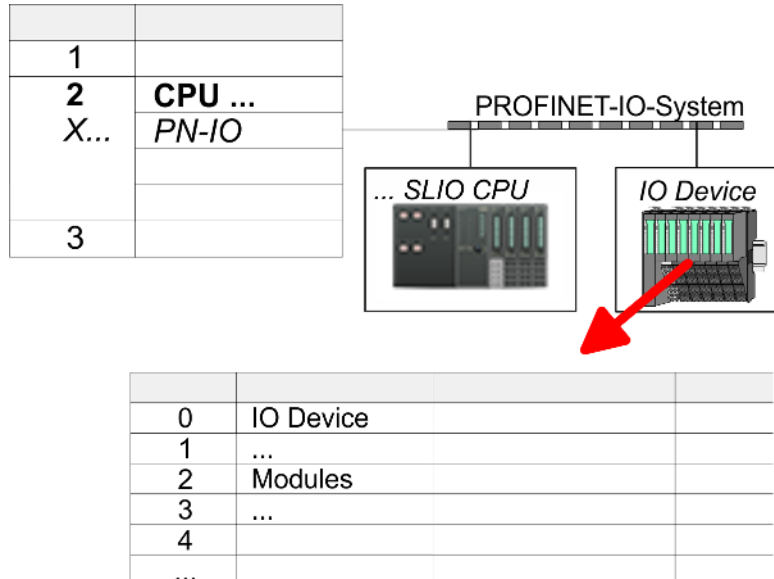 1
2 CPU ...
X... PN-IO
3
PROFINET-IO-System
... SLIO CPU
IO Device
0 IO Device
1 ...
2 Modules
3 ...
4
...